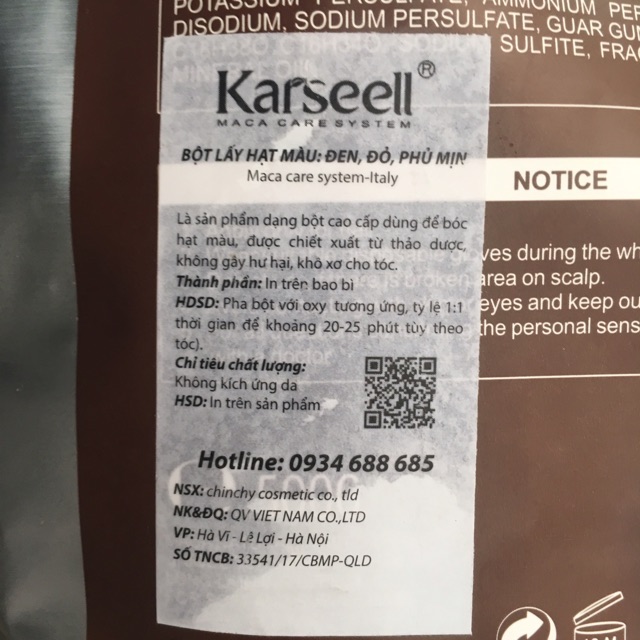 POTASSIUM PERSULFATE, AMMONIUM PER
DISODIUM, SODIUM PERSULFATE, GUAR GU
SULFITE, FRA
Karseell®
MACA CARE SYSTEM
BỘT LẤY HẠT MÀU: ĐEN, ĐỎ, PHỦ MỊN
Maca care system-Italy
NOTICE
Là sản phẩm dạng bột cao cấp dùng để bóc
hạt màu, được chiết xuất từ thảo dược,
không gây hư hại, khô xơ cho tóc.
Thành phần: In trên bao bì
HDSD: Pha bột với oxy tương ứng, tỷ lệ 1:1
thời gian để khoảng 20-25 phút tùy theo
tóc).
Chỉ tiêu chất lượng:
Không kích ứng da
HSD: In trên sản phẩm
ves during the wh
area on scalp.
eyes and keep ou
the personal sens
Hotline: 0934 688 685
NSX: chinchy cosmetic co., tld
NK&ĐQ: QV VIET NAM CO.,LTD
VP: Hà Vĩ - Lê Lợi - Hà Nội
SỐ TNCB: 33541/17/CBMP-QLD